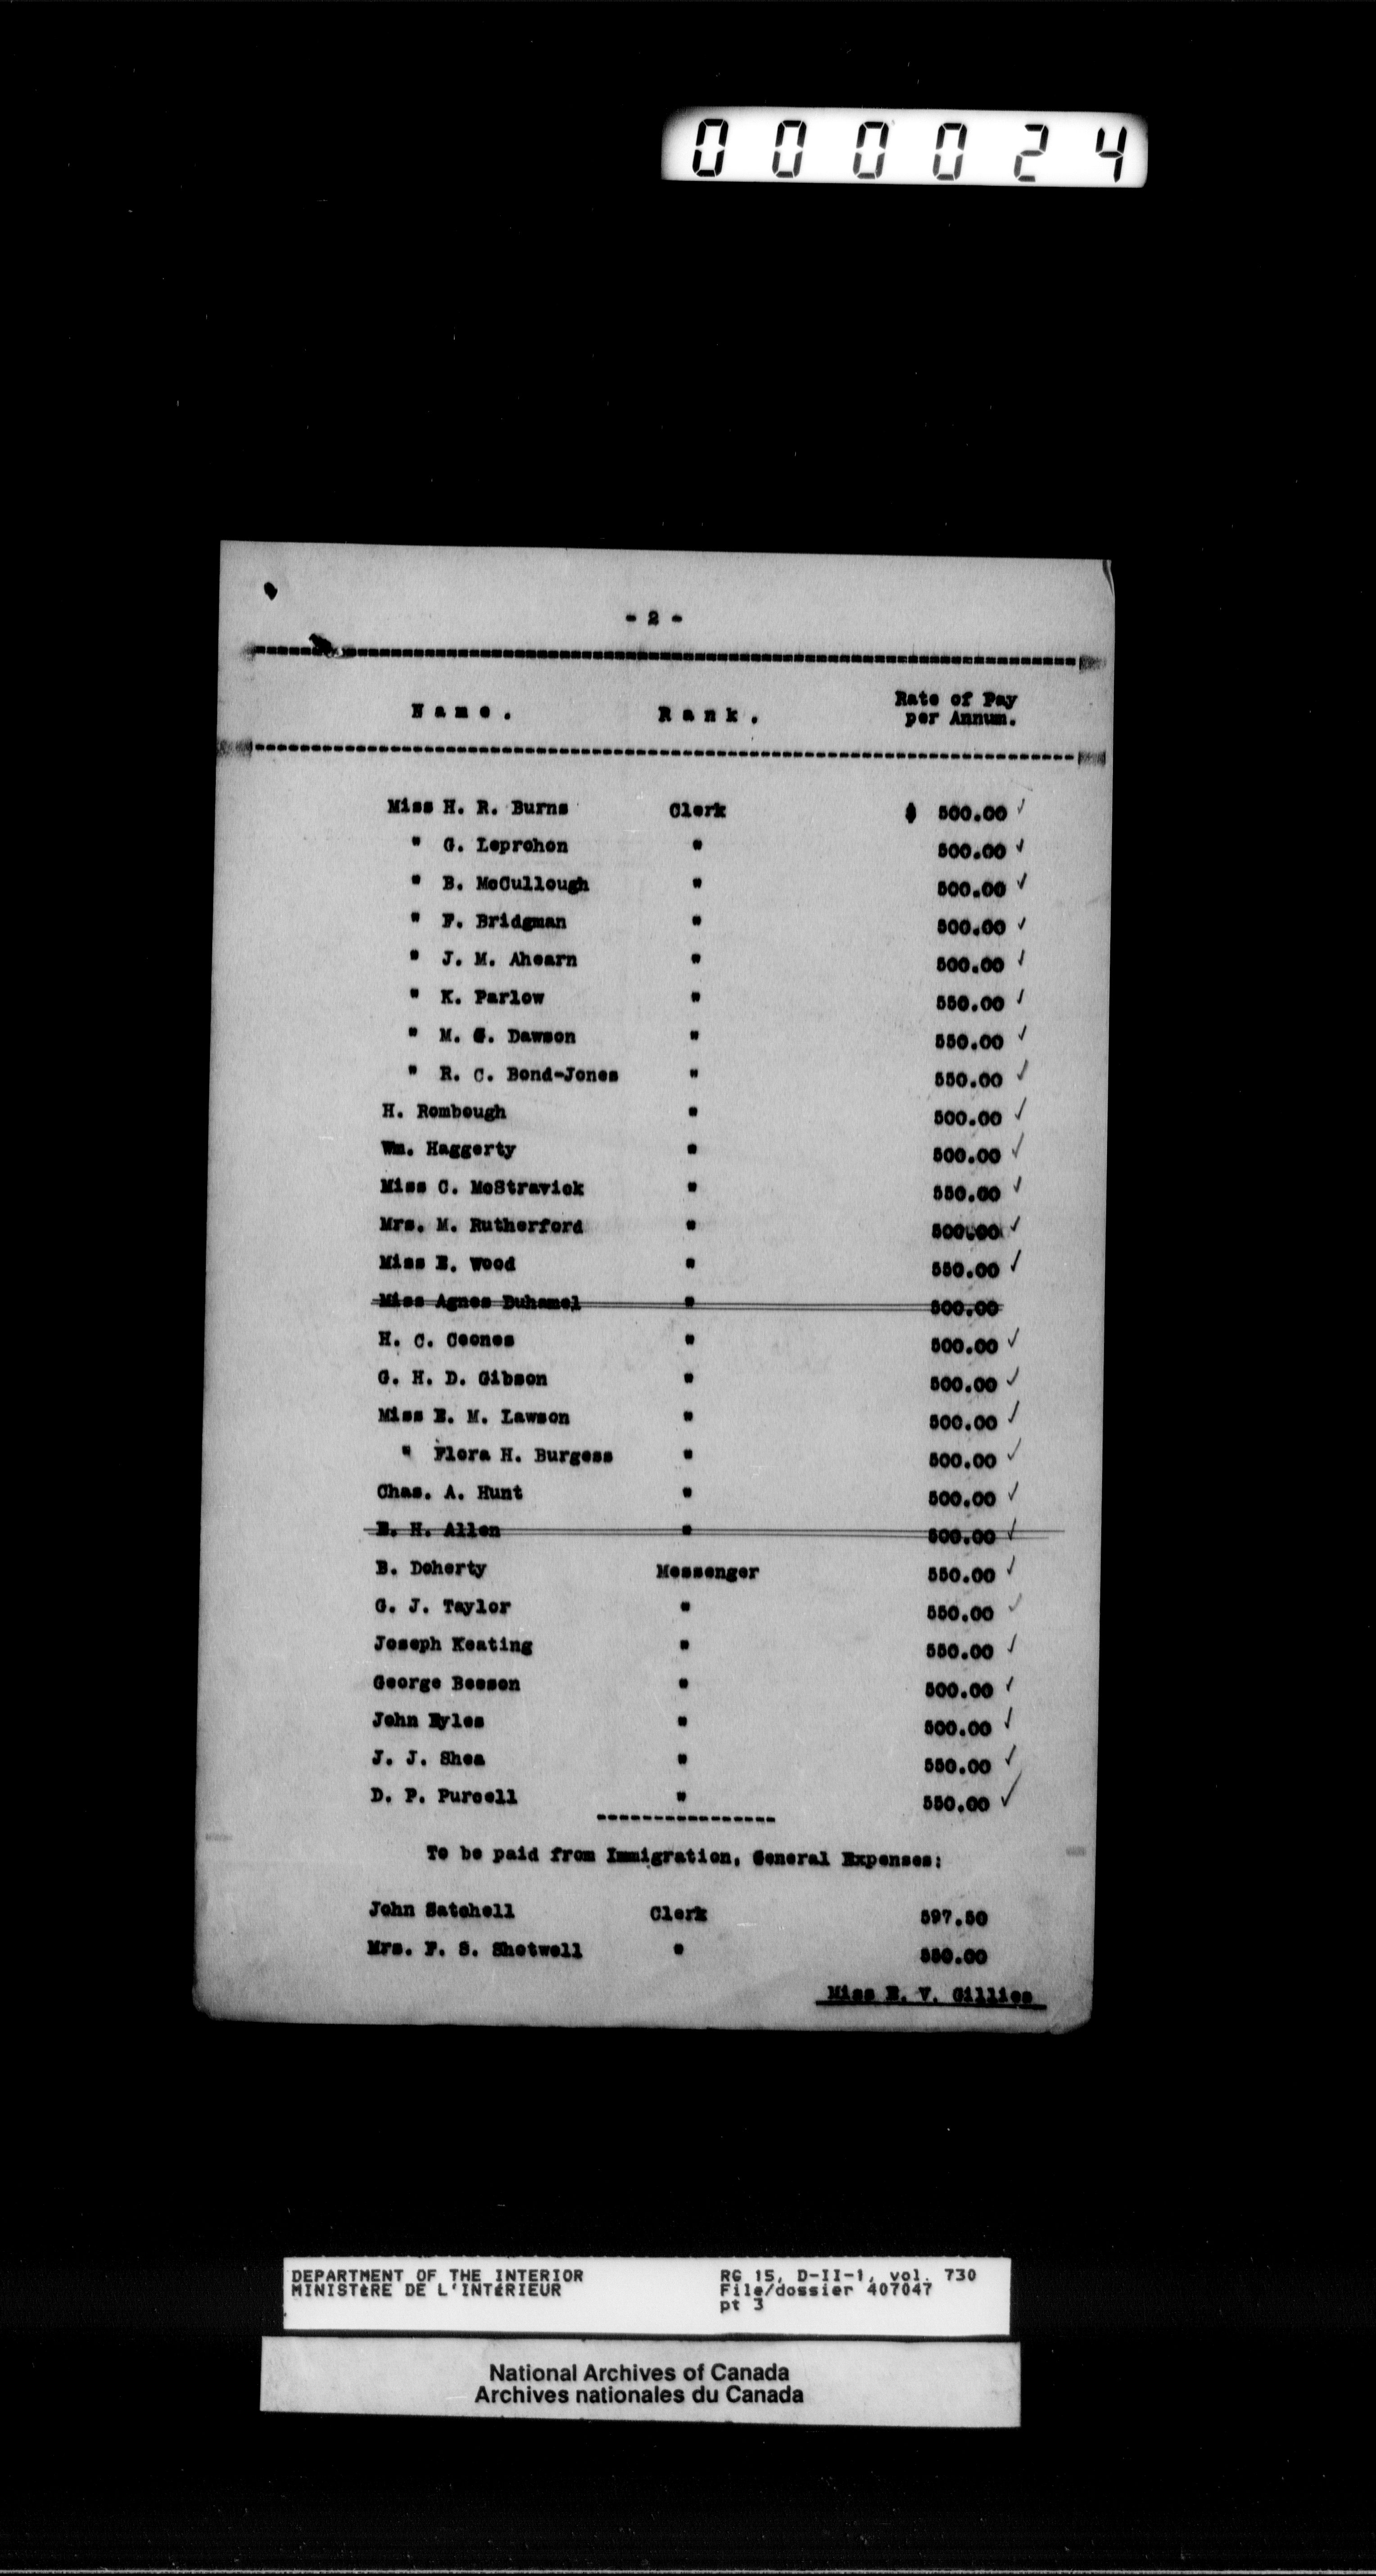 000024
- 2 -
Name. Rank. Rate of Pay per Annum.
Miss H. R. Burns Clerk $ 500.00 ✓
" G. Leprohon " 500.00 ✓
" B. McCullough " 500.00 ✓
" F. Bridgman " 500.00 ✓
" J. M. Ahearn " 500.00 ✓
" K. Parlow " 550.00 ✓
" M. G. Dawson " 550.00 ✓
" R. C. Bond-Jones " 550.00 ✓
H. Rombough " 500.00 ✓
Wm. Haggerty " 500.00 ✓
Miss C. McStravick " 550.00 ✓
Mrs. M. Rutherford " 500.00 ✓
Miss E. Wood " 550.00 ✓
Miss Agnes Duhamel " 500.00
H. C. Coones " 500.00 ✓
G. H. D. Gibson " 500.00 ✓
Miss E. M. Lawson " 500.00 ✓
" Flora H. Burgess " 500.00 ✓
Chas. A. Hunt " 500.00 ✓
E. H. Allen " 500.00 ✓
B. Doherty Messenger 550.00 ✓
G. J. Taylor " 550.00 ✓
Joseph Keating " 550.00 ✓
George Beeson " 500.00 ✓
John Eyles " 500.00 ✓
J. J. Shea " 550.00 ✓
D. P. Purcell " 550.00 ✓
To be paid from Immigration, General Expenses:
John Satchell Clerk 597.50
Mrs. F. S. Shotwell " 550.00
Miss E. V. Gillies
DEPARTMENT OF THE INTERIOR RG 15, D-II-1, vol. 730
MINISTÈRE DE L'INTÉRIEUR File/dossier 407047
pt 3
National Archives of Canada
Archives nationales du Canada